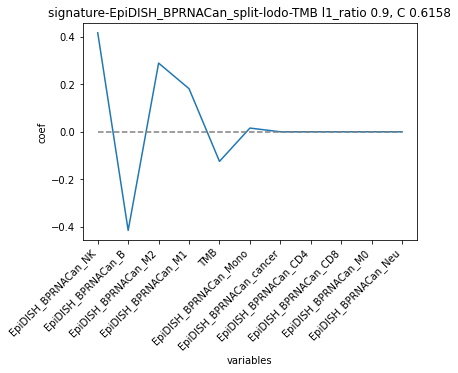 signature-EpiDISH_BPRNACan_split-lodo-TMB l1_ratio 0.9, C 0.6158
0.4
0.2
0.0
−0.2
−0.4
coef
EpiDISH_BPRNACan_NK
EpiDISH_BPRNACan_B
EpiDISH_BPRNACan_M2
EpiDISH_BPRNACan_M1
TMB
EpiDISH_BPRNACan_Mono
EpiDISH_BPRNACan_cancer
EpiDISH_BPRNACan_CD4
EpiDISH_BPRNACan_CD8
EpiDISH_BPRNACan_M0
EpiDISH_BPRNACan_Neu
variables